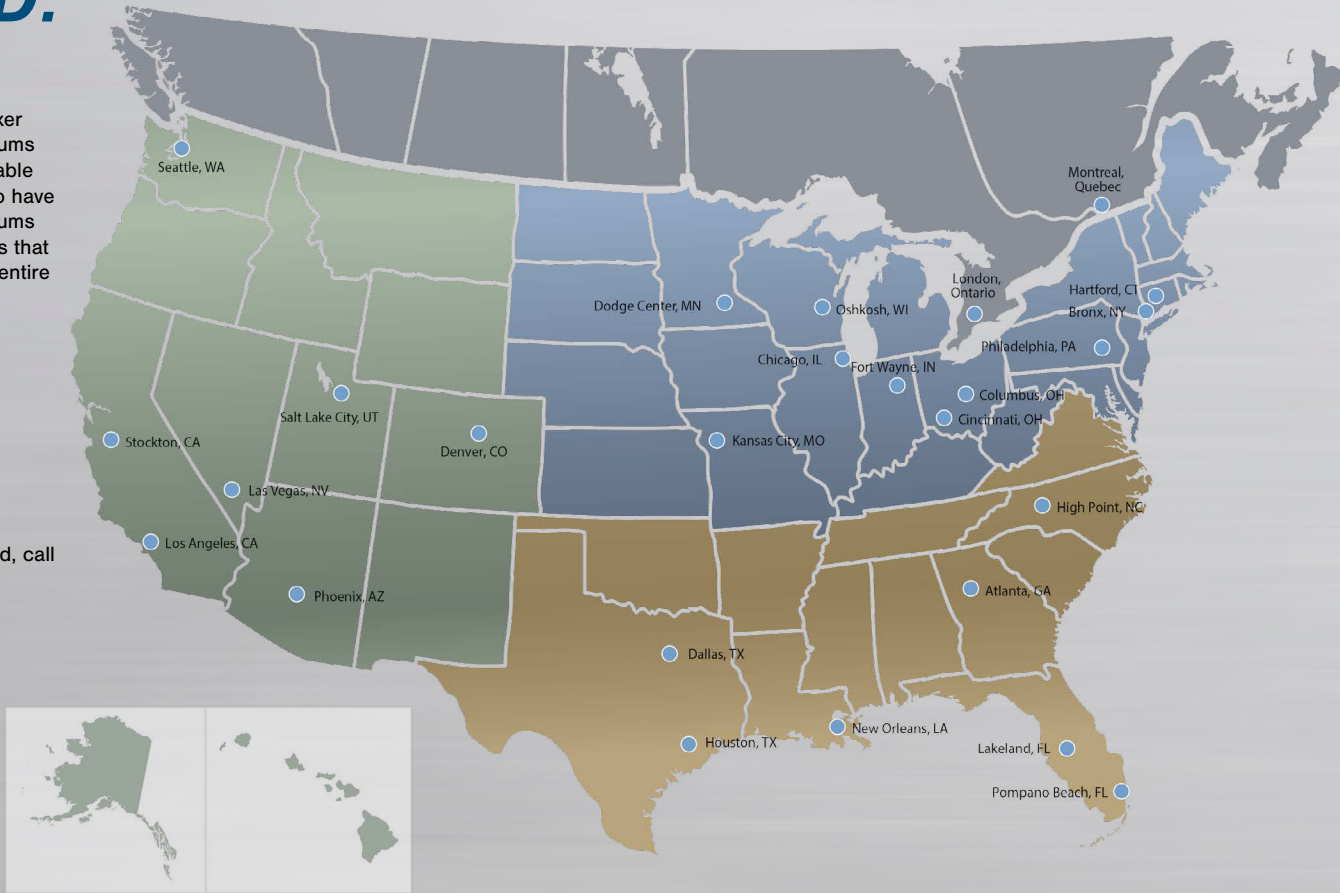 D.
ker
ums
able
o have
ums
s that
entire
d, call
Seattle, WA
Montreal,
Quebec
London,
Ontario
Hartford, CT
Bronx, NY
Dodge Center, MN
Oshkosh, WI
Philadelphia, PA
Chicago, IL
Fort Wayne, IN
Columbus, OH
Salt Lake City, UT
Cincinnati, OH
Stockton, CA
Denver, CO
Kansas City, MO
Las Vegas, NV
High Point, NC
Los Angeles, CA
Phoenix, AZ
Atlanta, GA
Dallas, TX
New Orleans, LA
Houston, TX
Lakeland, FL
Pompano Beach, FL